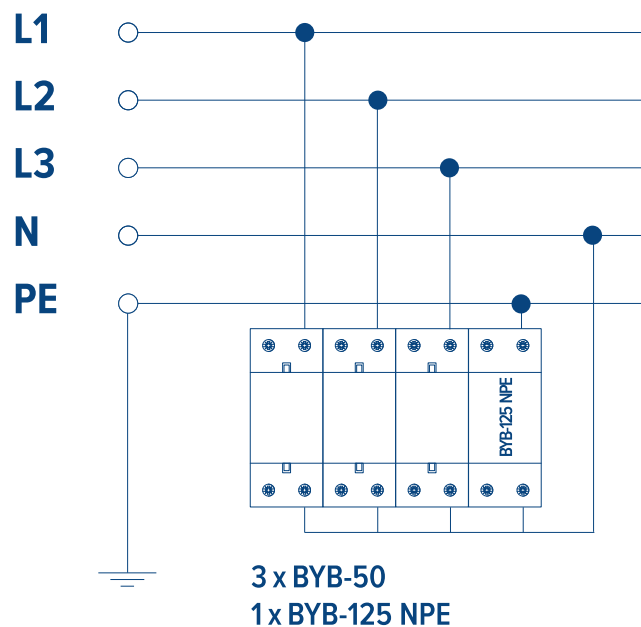 L1
L2
L3
N
PE
BYB-125 NPE
3 x BYB-50
1 x BYB-125 NPE